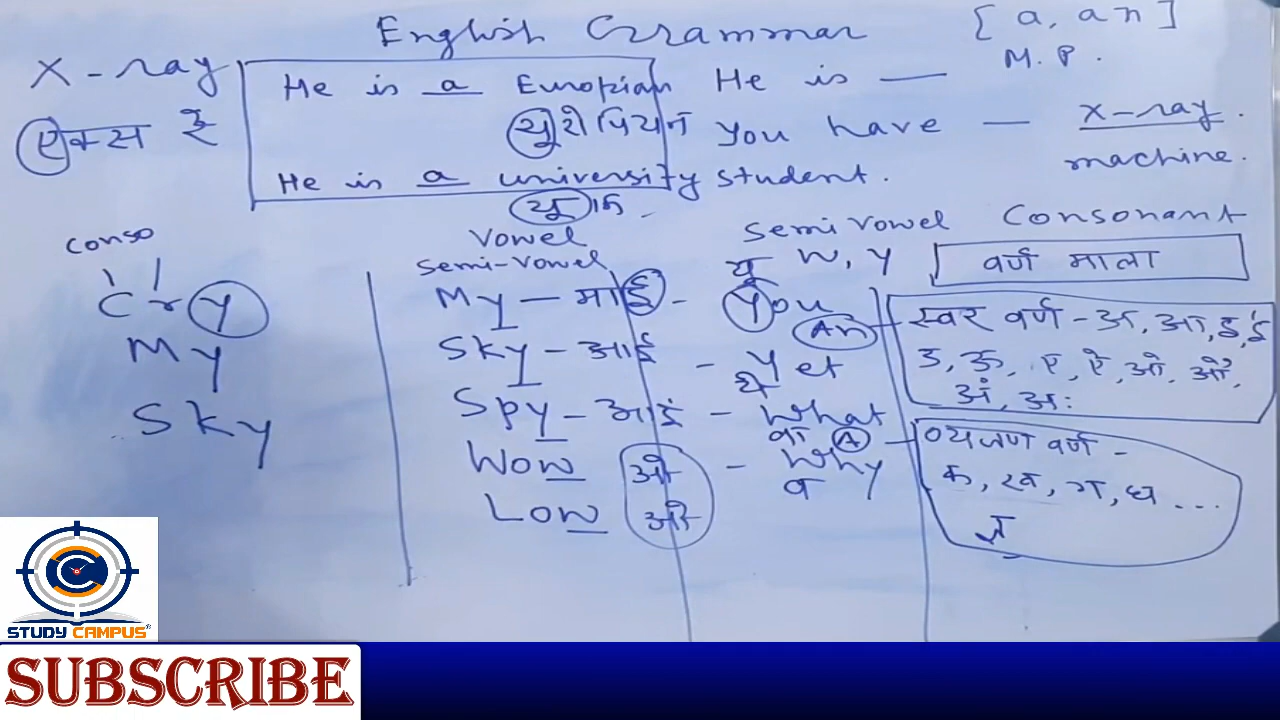 English Grammar
[a, an]
M.P.
X-ray
एक्स रे
He is a Europian
यूरोपियन
He is a university student.
यू
He is —
You have — x-ray machine.
Conso
Cry
My
Sky
Vowel
Semi-vowel
My – माई
Sky – आई
Spy – आई
Wow ओ
Low ओ
Semi vowel
W, Y
यू
- You
An
- Yet
ये
- What
वा
A
- Why
व
Consonant
वर्ण माला
स्वर वर्ण - अ, आ, इ, ई
उ, ऊ, ए, ऐ, ओ, औ,
अं, अः
व्यजण वर्ण -
क, ख, ग, घ ...
STUDY CAMPUS®
SUBSCRIBE